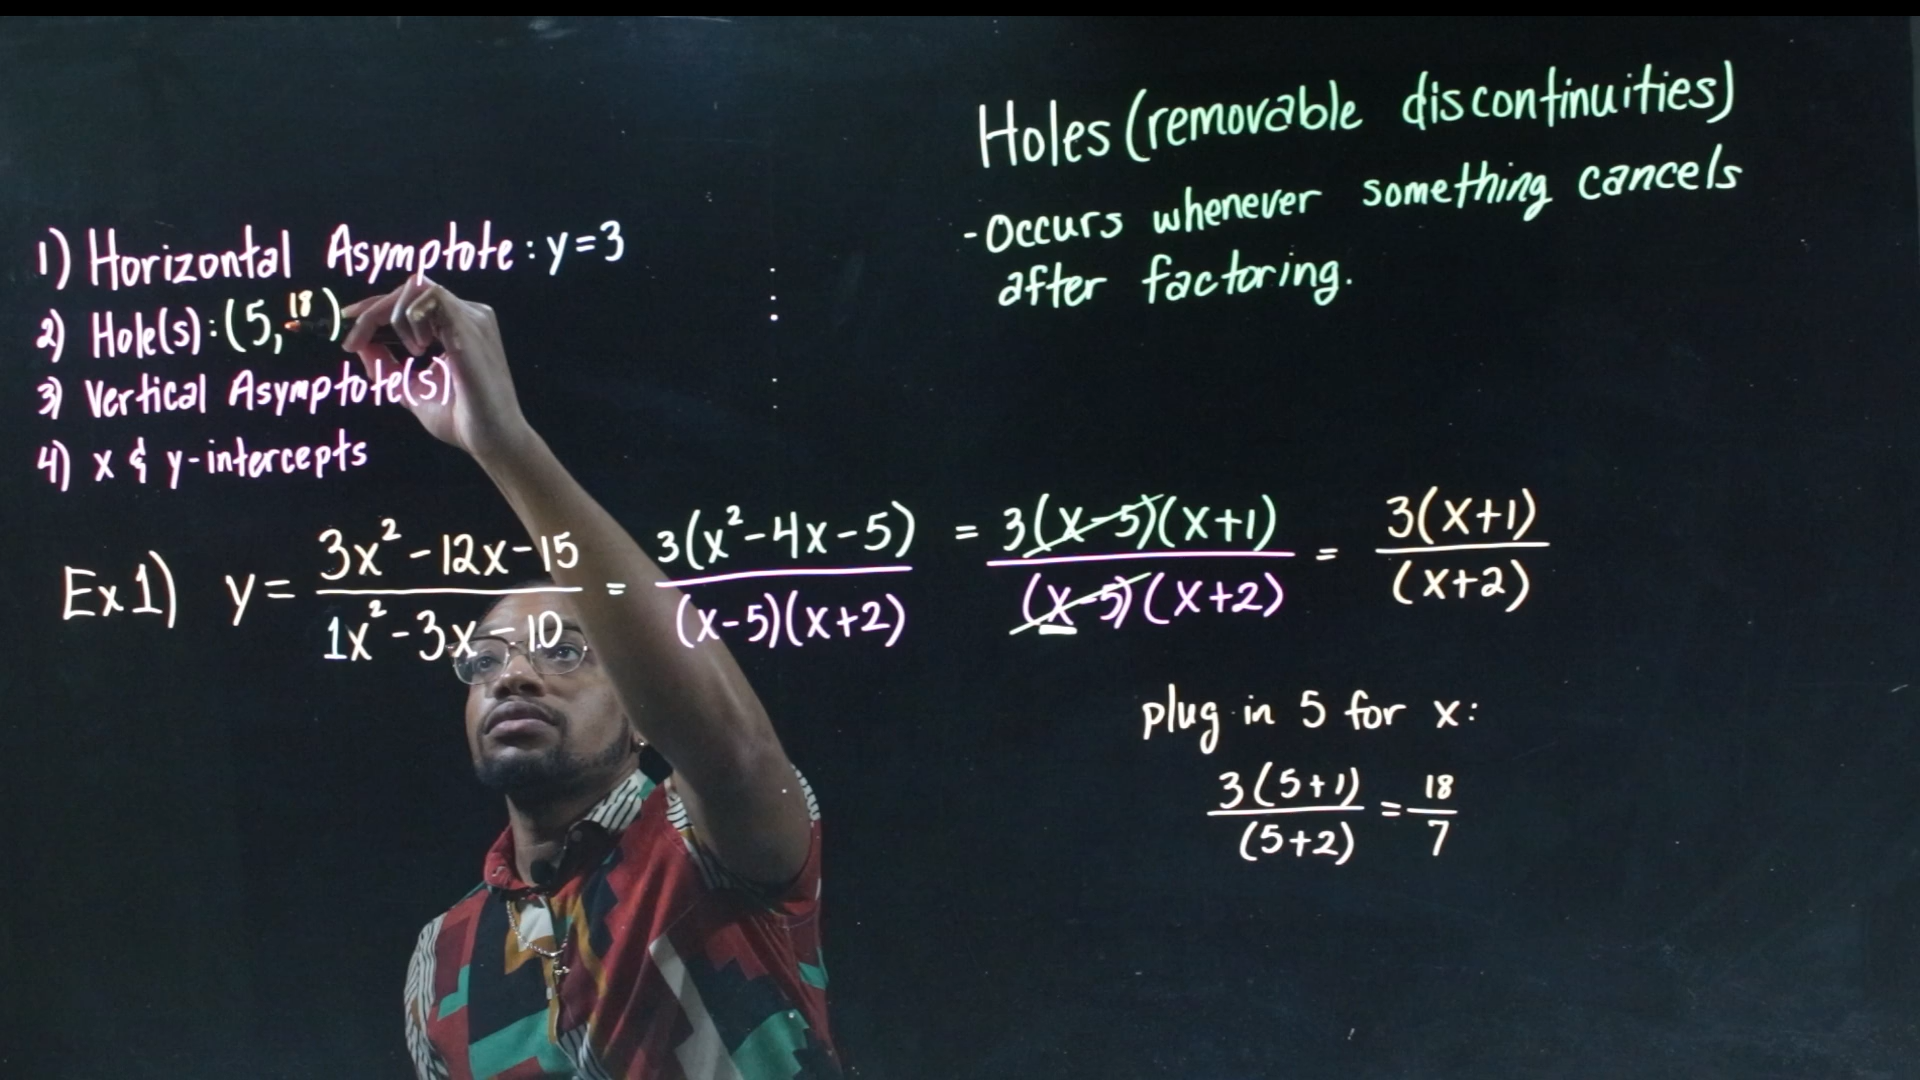 Holes (removable discontinuities)
- Occurs whenever something cancels
after factoring.
1) Horizontal Asymptote: y=3
2) Hole(s): (5, 18 )
3) Vertical Asymptote(s)
4) x & y-intercepts
Ex 1) y = (3x² - 12x - 15)/(1x² - 3x - 10) = 3(x² - 4x - 5)/((x-5)(x+2)) = 3(x-5)(x+1)/((x-5)(x+2)) = 3(x+1)/(x+2)
plug in 5 for x:
3(5+1)/(5+2) = 18/7